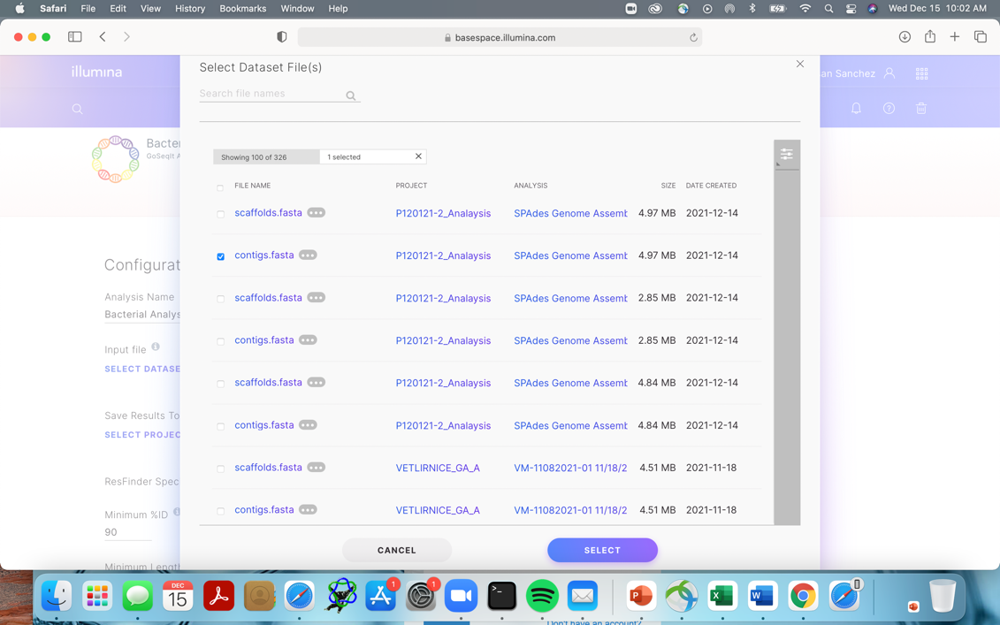 Safari File Edit View History Bookmarks Window Help Wed Dec 15 10:02 AM
basespace.illumina.com
illumina
Select Dataset File(s)
an Sanchez
Search file names
Bacter
GoSeqIt A
Showing 100 of 326 1 selected
FILE NAME PROJECT ANALYSIS SIZE DATE CREATED
scaffolds.fasta P120121-2_Analaysis SPAdes Genome Assemb 4.97 MB 2021-12-14
contigs.fasta P120121-2_Analaysis SPAdes Genome Assemb 4.97 MB 2021-12-14
scaffolds.fasta P120121-2_Analaysis SPAdes Genome Assemb 2.85 MB 2021-12-14
contigs.fasta P120121-2_Analaysis SPAdes Genome Assemb 2.85 MB 2021-12-14
scaffolds.fasta P120121-2_Analaysis SPAdes Genome Assemb 4.84 MB 2021-12-14
contigs.fasta P120121-2_Analaysis SPAdes Genome Assemb 4.84 MB 2021-12-14
scaffolds.fasta VETLIRNICE_GA_A VM-11082021-01 11/18/2 4.51 MB 2021-11-18
contigs.fasta VETLIRNICE_GA_A VM-11082021-01 11/18/2 4.51 MB 2021-11-18
Configurat
Analysis Name
Bacterial Analys
Input file
SELECT DATASE
Save Results To
SELECT PROJEC
ResFinder Spec
Minimum %ID
90
Minimum Length
CANCEL SELECT
DEC
15
1
1
P
X
W
Don't have an account?